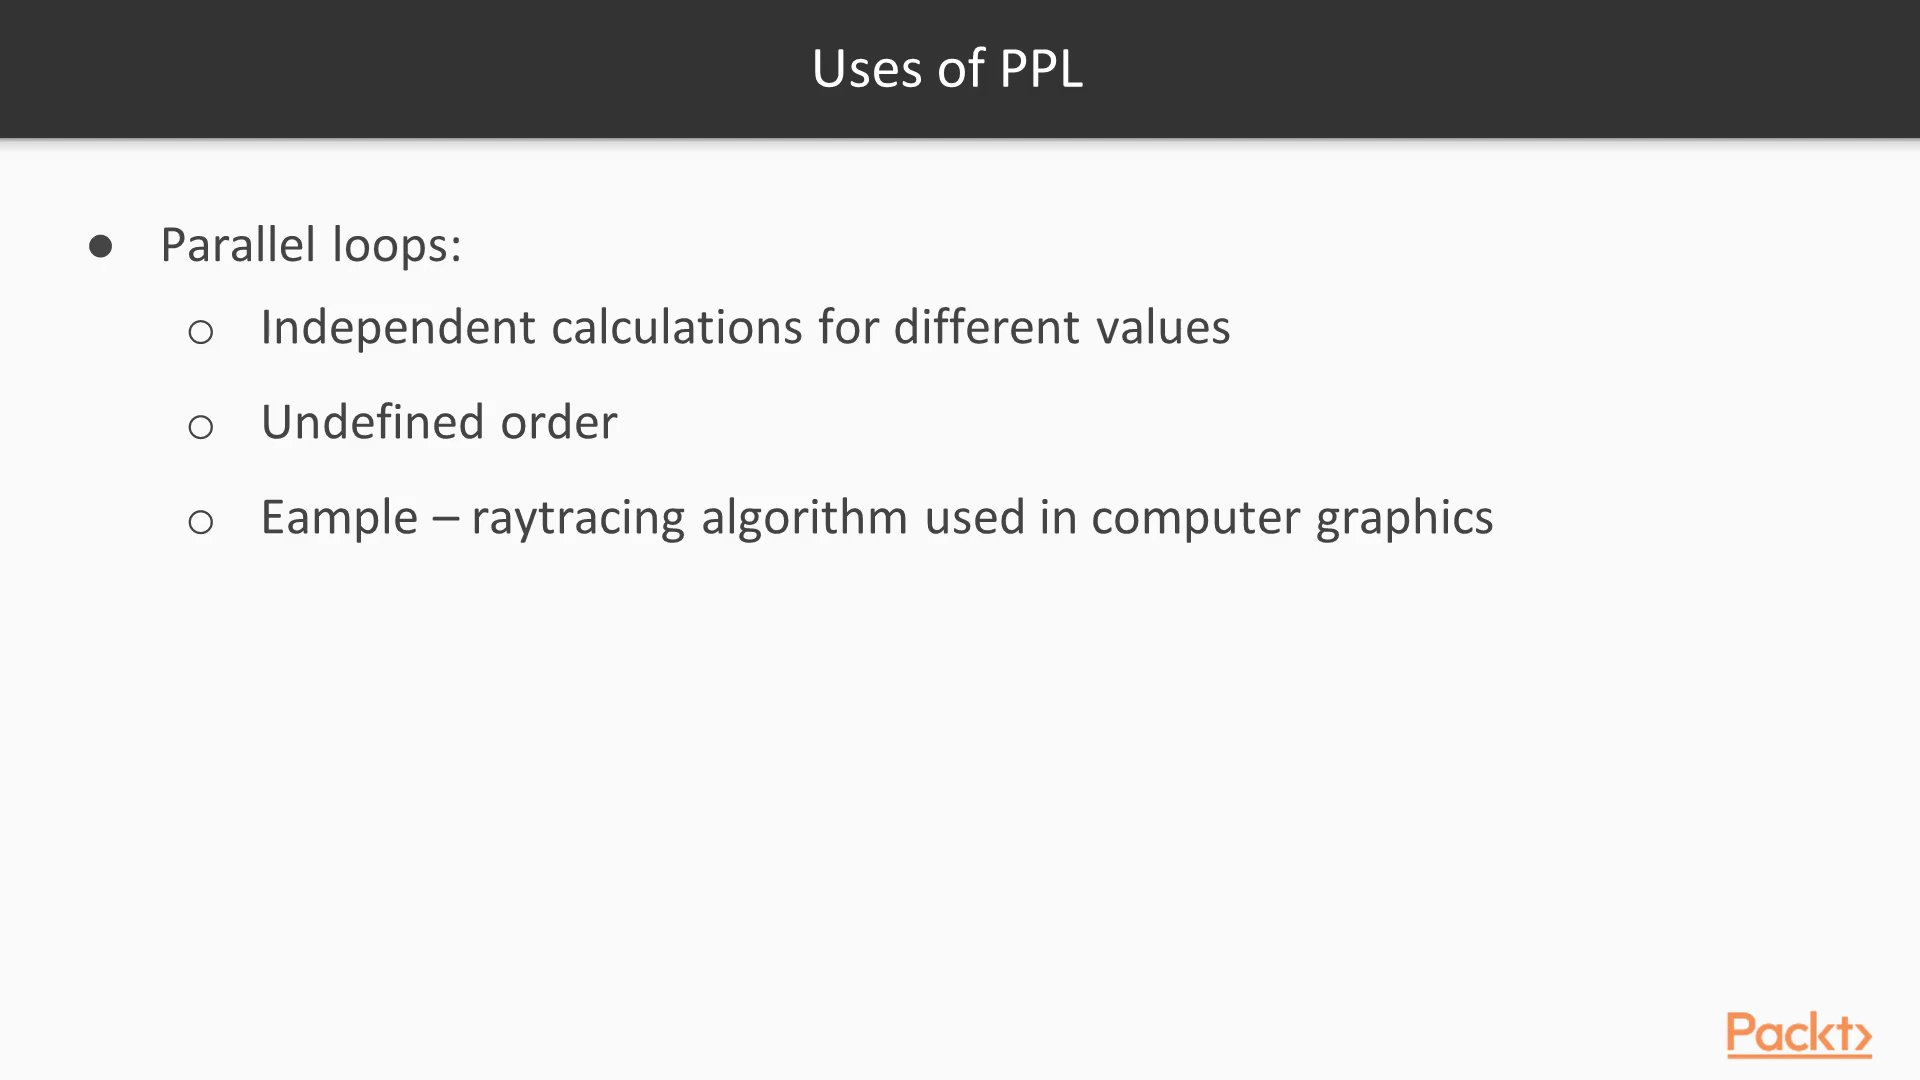 Uses of PPL
● Parallel loops:
○ Independent calculations for different values
○ Undefined order
○ Eample – raytracing algorithm used in computer graphics
Packt>